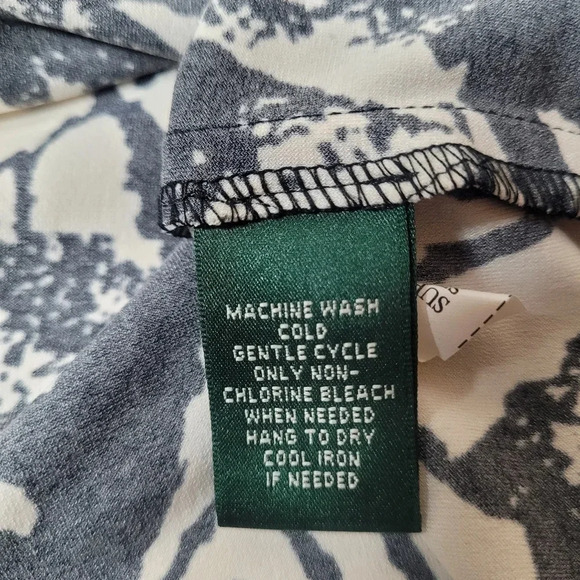 MACHINE WASH
COLD
GENTLE CYCLE
ONLY NON-
CHLORINE BLEACH
WHEN NEEDED
HANG TO DRY
COOL IRON
IF NEEDED